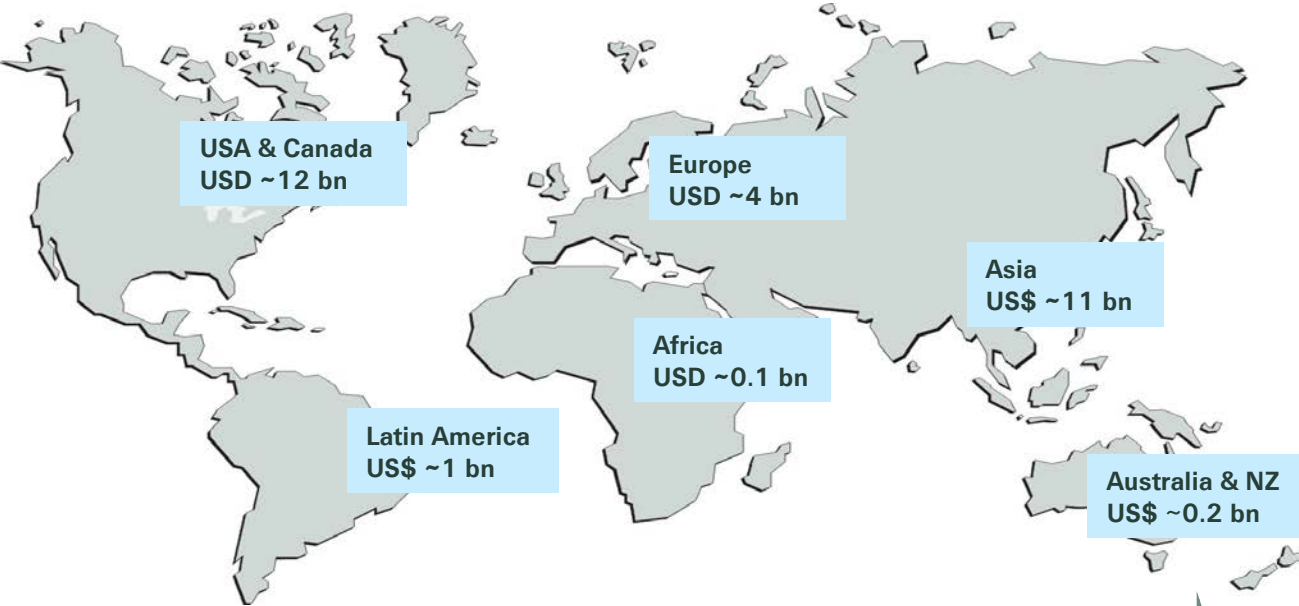 USA & Canada
USD ~12 bn
Europe
USD ~4 bn
Asia
US$ ~11 bn
Africa
USD ~0.1 bn
Latin America
US$ ~1 bn
Australia & NZ
US$ ~0.2 bn